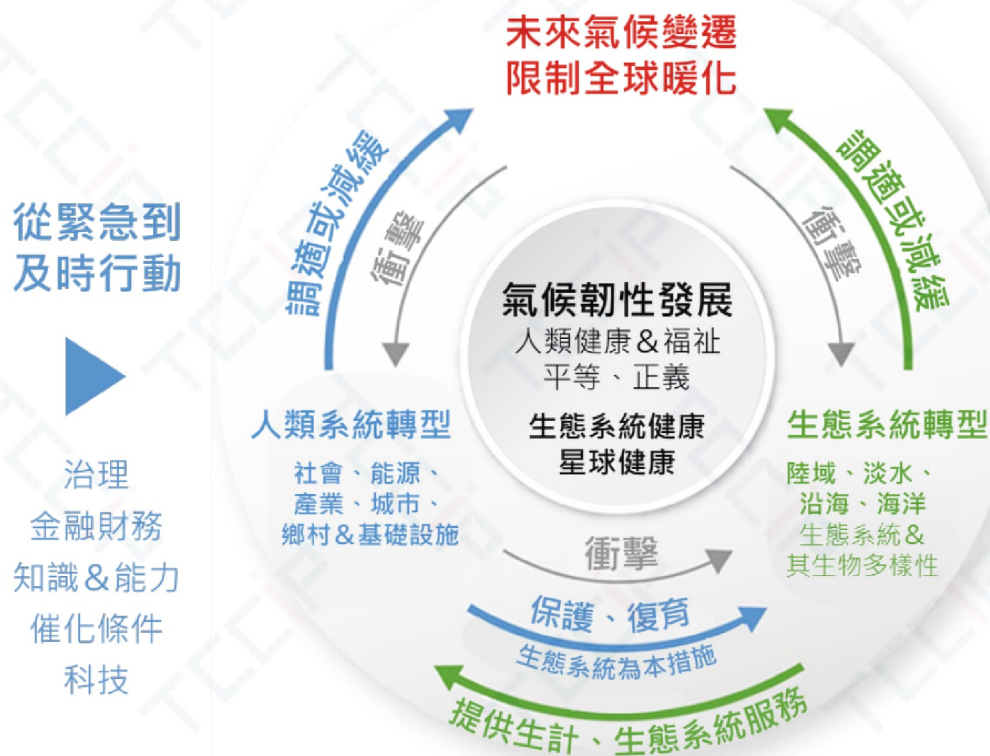 未來氣候變遷
限制全球暖化
從緊急到
及時行動
治理
金融財務
知識&能力
催化條件
科技
調適或減緩
衝擊
調適或減緩
衝擊
氣候韌性發展
人類健康&福祉
平等、正義
生態系統健康
星球健康
人類系統轉型
社會、能源、
產業、城市、
鄉村&基礎設施
生態系統轉型
陸域、淡水、
沿海、海洋
生態系統&
其生物多樣性
衝擊
保護、復育
生態系統為本措施
提供生計、生態系統服務
TCCiP